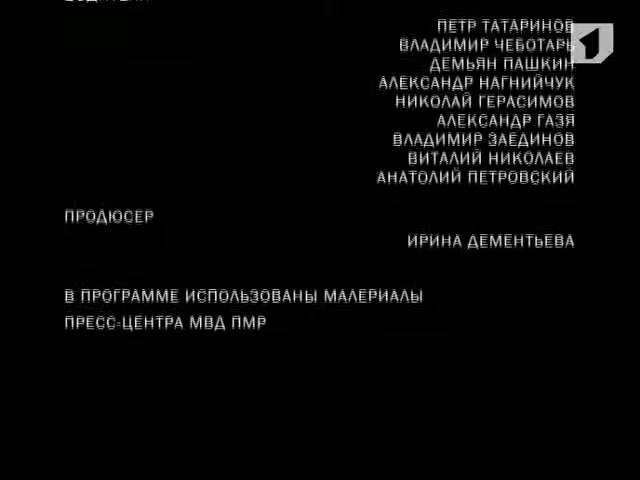 ПЕТР ТАТАРИНОВ
ВЛАДИМИР ЧЕБОТАРЬ
ДЕМЬЯН ПАШКИН
АЛЕКСАНДР НАГНИЙЧУК
НИКОЛАЙ ГЕРАСИМОВ
АЛЕКСАНДР ГАЗЯ
ВЛАДИМИР ЗАЕДИНОВ
ВИТАЛИЙ НИКОЛАЕВ
АНАТОЛИЙ ПЕТРОВСКИЙ
ПРОДЮСЕР
ИРИНА ДЕМЕНТЬЕВА
В ПРОГРАММЕ ИСПОЛЬЗОВАНЫ МАЛЕРИАЛЫ
ПРЕСС-ЦЕНТРА МВД ПМР
1